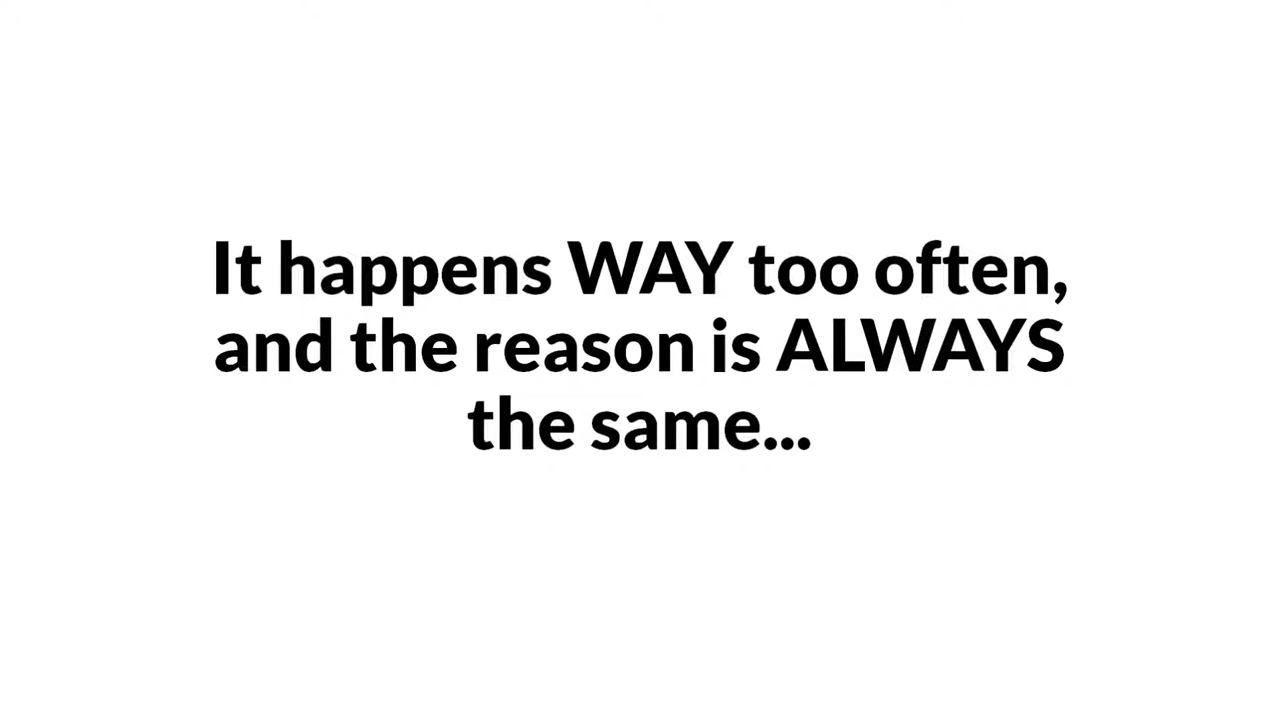 It happens WAY too often,
and the reason is ALWAYS
the same...